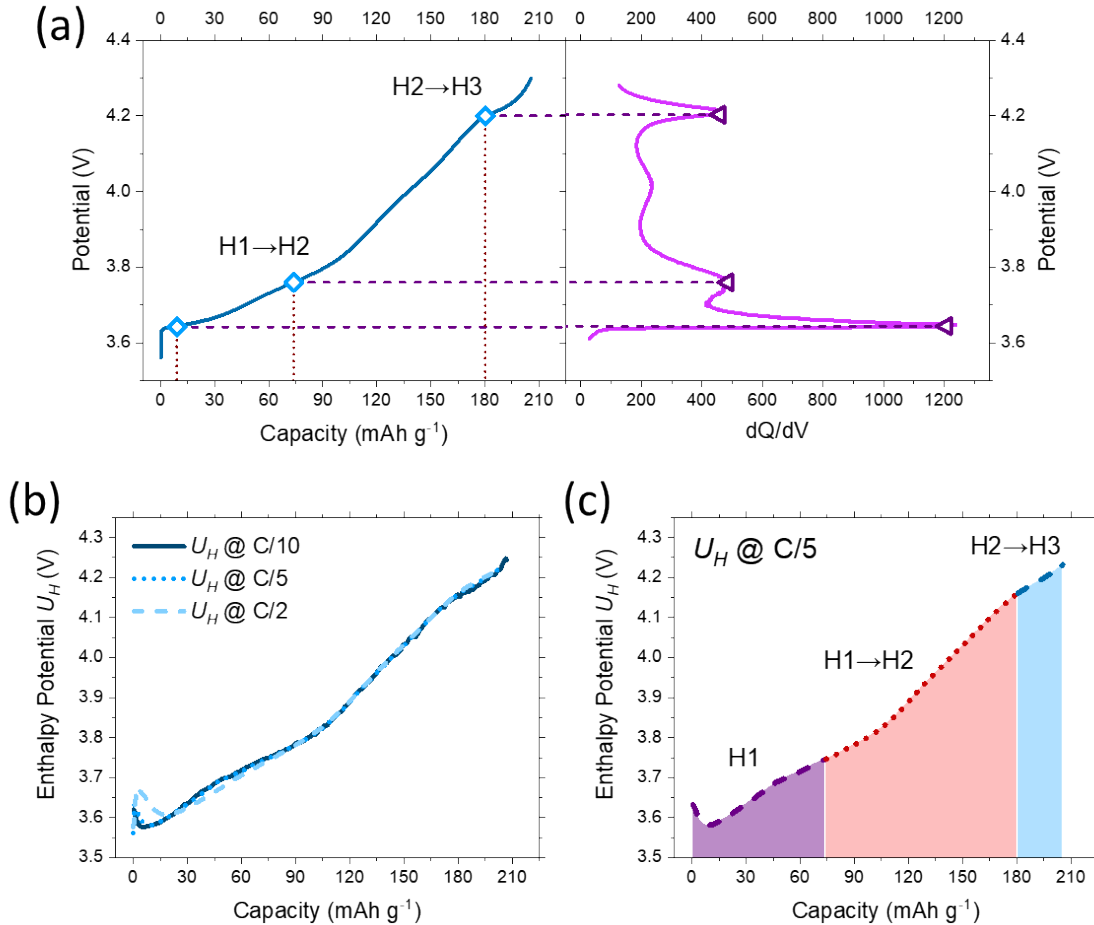 (a)
0 30 60 90 120 150 180 210
0 200 400 600 800 1000 1200
4.4
4.2
4.0
3.8
3.6
Potential (V)
H2→H3
H1→H2
4.4
4.2
4.0
3.8
3.6
Potential (V)
0 30 60 90 120 150 180 210
Capacity (mAh g⁻¹)
0 200 400 600 800 1000 1200
dQ/dV
(b)
4.3
4.2
4.1
4.0
3.9
3.8
3.7
3.6
3.5
Enthalpy Potential U_H (V)
U_H @ C/10
U_H @ C/5
U_H @ C/2
0 30 60 90 120 150 180 210
Capacity (mAh g⁻¹)
(c)
4.3
4.2
4.1
4.0
3.9
3.8
3.7
3.6
3.5
Enthalpy Potential U_H (V)
U_H @ C/5
H2→H3
H1→H2
H1
0 30 60 90 120 150 180 210
Capacity (mAh g⁻¹)